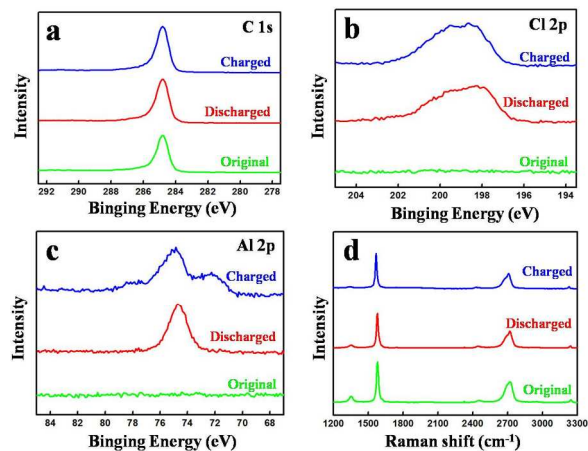 a
C 1s
Charged
Discharged
Original
Intensity
292 290 288 286 284 282 280 278
Binging Energy (eV)
b
Cl 2p
Charged
Discharged
Original
Intensity
204 202 200 198 196 194
Binging Energy (eV)
c
Al 2p
Charged
Discharged
Original
Intensity
84 82 80 78 76 74 72 70 68
Binging Energy (eV)
d
Charged
Discharged
Original
Intensity
1200 1500 1800 2100 2400 2700 3000 3300
Raman shift (cm⁻¹)